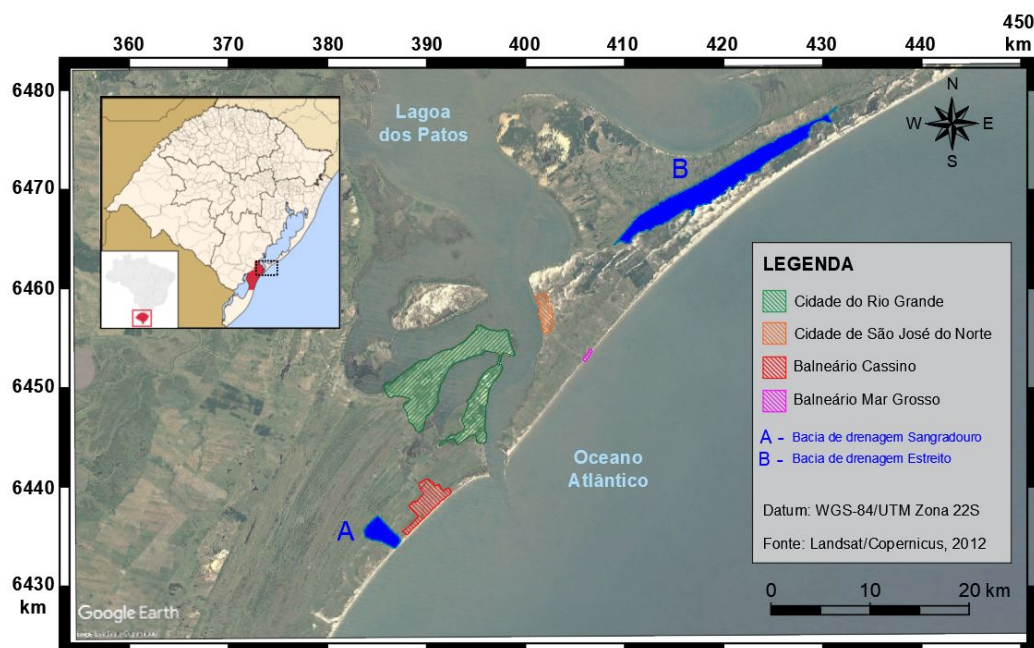 360 370 380 390 400 410 420 430 440 450
km
6480
6470
6460
6450
6440
6430
km
Lagoa
dos Patos
N
W E
S
B
LEGENDA
Cidade do Rio Grande
Cidade de São José do Norte
Balneário Cassino
Balneário Mar Grosso
A - Bacia de drenagem Sangradouro
B - Bacia de drenagem Estreito
Datum: WGS-84/UTM Zona 22S
Fonte: Landsat/Copernicus, 2012
Oceano
Atlântico
A
0 10 20 km
Google Earth